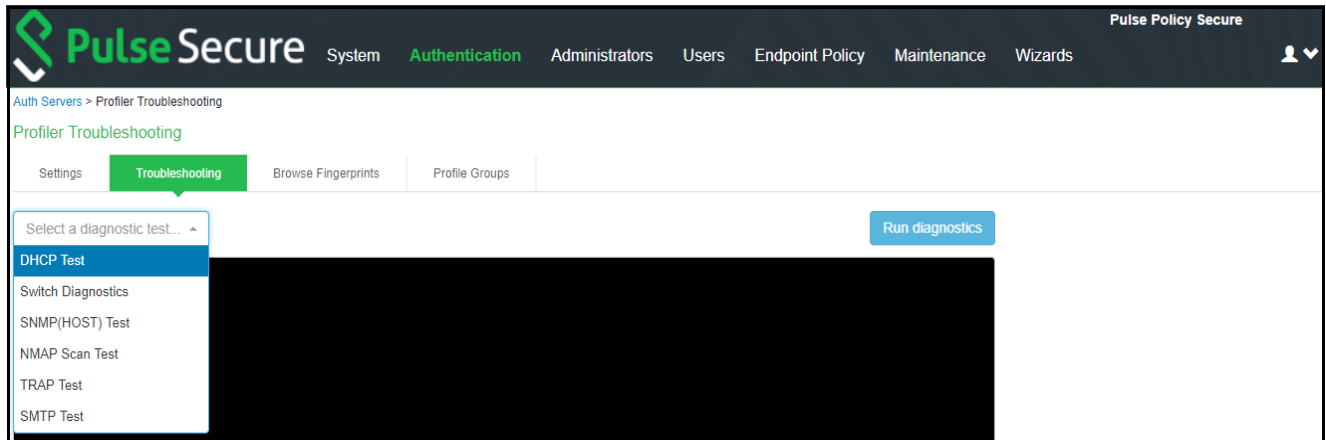 Pulse Policy Secure
Pulse Secure System Authentication Administrators Users Endpoint Policy Maintenance Wizards
Auth Servers > Profiler Troubleshooting
Profiler Troubleshooting
Settings Troubleshooting Browse Fingerprints Profile Groups
Select a diagnostic test... Run diagnostics
DHCP Test
Switch Diagnostics
SNMP(HOST) Test
NMAP Scan Test
TRAP Test
SMTP Test